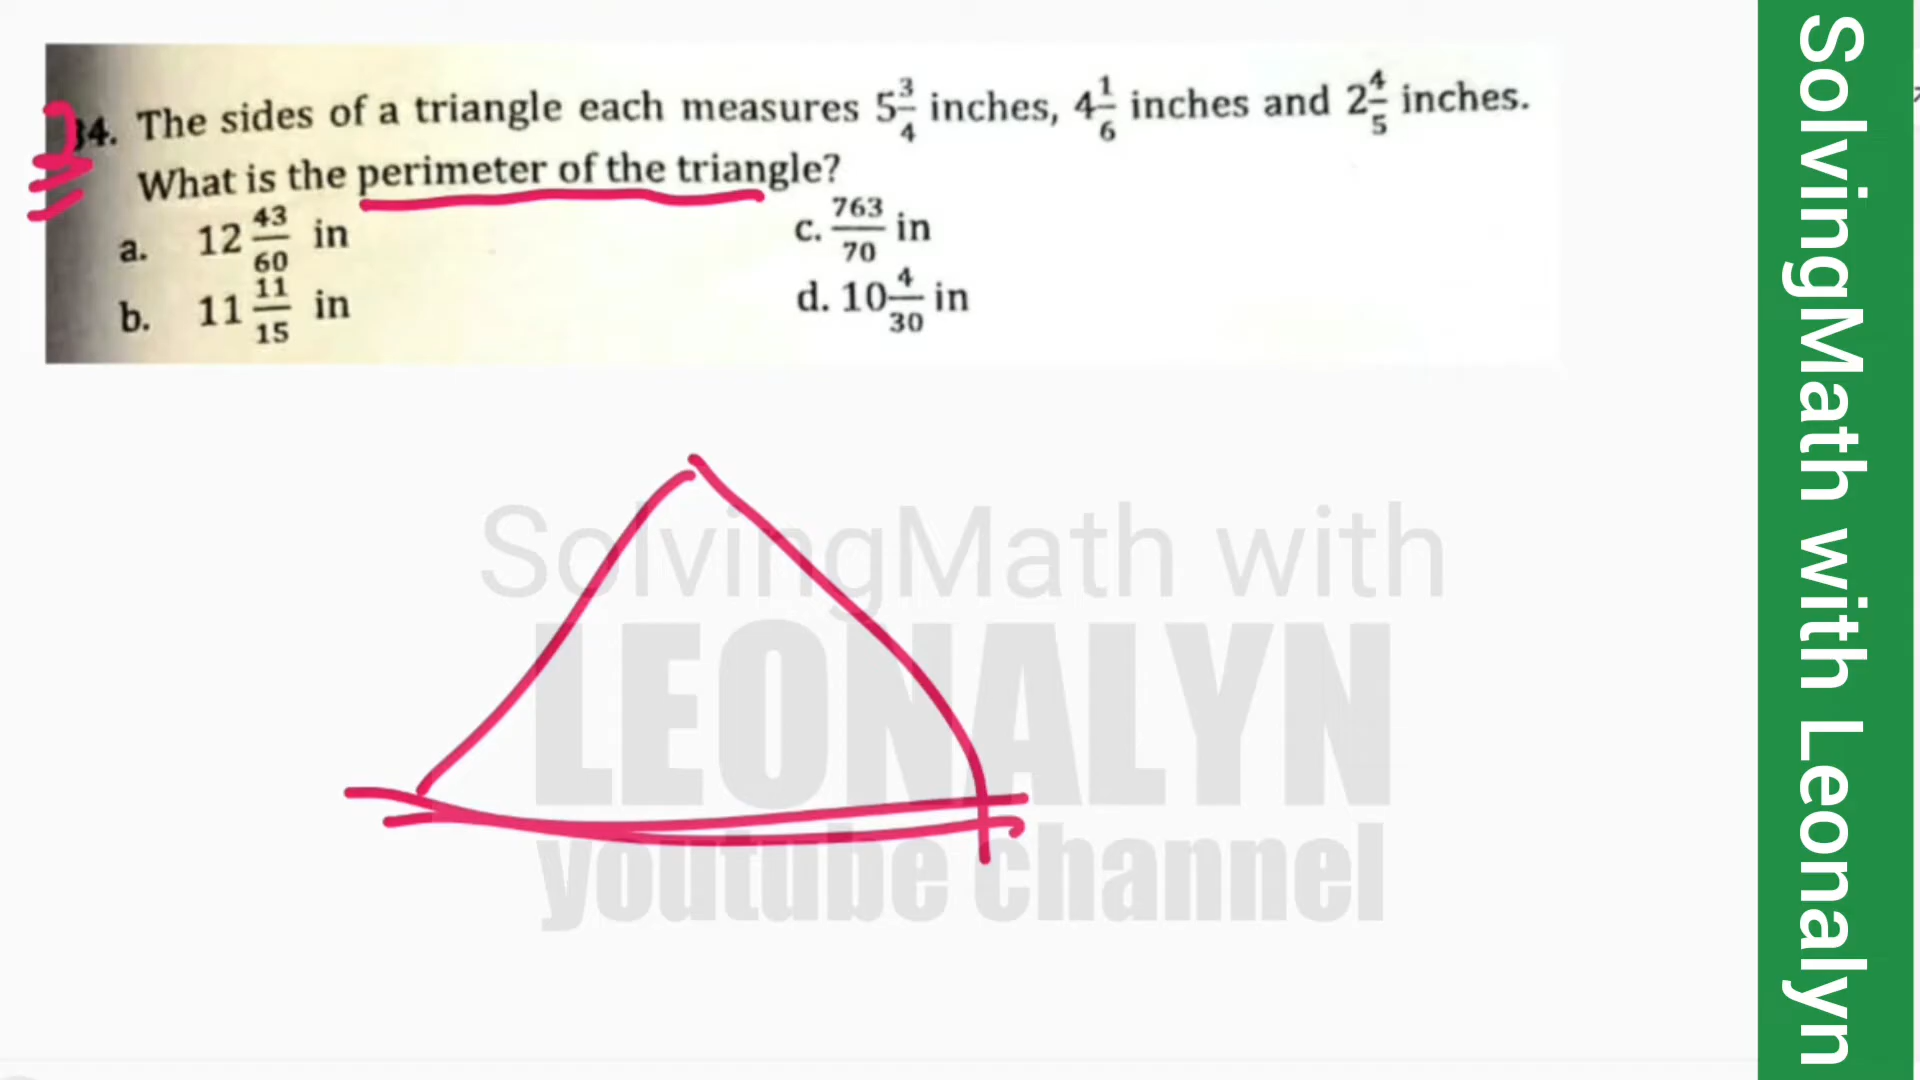 34. The sides of a triangle each measures 5 3/4 inches, 4 1/6 inches and 2 4/5 inches.
What is the perimeter of the triangle?
a. 12 43/60 in
b. 11 11/15 in
c. 763/70 in
d. 10 4/30 in
SolvingMath with
LEONALYN
youtube channel
SolvingMath with Leonalyn